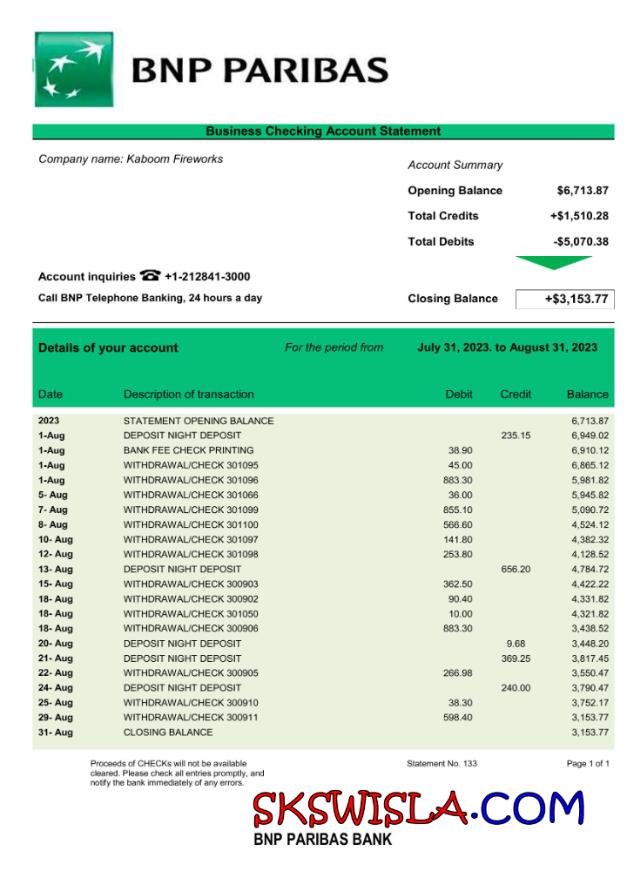 BNP PARIBAS
Business Checking Account Statement
Company name: Kaboom Fireworks
Account Summary
Opening Balance $6,713.87
Total Credits +$1,510.28
Total Debits -$5,070.38
Account inquiries ☎ +1-212841-3000
Call BNP Telephone Banking, 24 hours a day
Closing Balance +$3,153.77
Details of your account For the period from July 31, 2023. to August 31, 2023
Date Description of transaction Debit Credit Balance
2023 STATEMENT OPENING BALANCE 6,713.87
1-Aug DEPOSIT NIGHT DEPOSIT 235.15 6,949.02
1-Aug BANK FEE CHECK PRINTING 38.90 6,910.12
1-Aug WITHDRAWAL/CHECK 301095 45.00 6,865.12
1-Aug WITHDRAWAL/CHECK 301096 883.30 5,981.82
5- Aug WITHDRAWAL/CHECK 301066 36.00 5,945.82
7- Aug WITHDRAWAL/CHECK 301099 855.10 5,090.72
8- Aug WITHDRAWAL/CHECK 301100 566.60 4,524.12
10- Aug WITHDRAWAL/CHECK 301097 141.80 4,382.32
12- Aug WITHDRAWAL/CHECK 301098 253.80 4,128.52
13- Aug DEPOSIT NIGHT DEPOSIT 656.20 4,784.72
15- Aug WITHDRAWAL/CHECK 300903 362.50 4,422.22
18- Aug WITHDRAWAL/CHECK 300902 90.40 4,331.82
18- Aug WITHDRAWAL/CHECK 301050 10.00 4,321.82
18- Aug WITHDRAWAL/CHECK 300906 883.30 3,438.52
20- Aug DEPOSIT NIGHT DEPOSIT 9.68 3,448.20
21- Aug DEPOSIT NIGHT DEPOSIT 369.25 3,817.45
22- Aug WITHDRAWAL/CHECK 300905 266.98 3,550.47
24- Aug DEPOSIT NIGHT DEPOSIT 240.00 3,790.47
25- Aug WITHDRAWAL/CHECK 300910 38.30 3,752.17
29- Aug WITHDRAWAL/CHECK 300911 598.40 3,153.77
31- Aug CLOSING BALANCE 3,153.77
Proceeds of CHECKs will not be available
cleared. Please check all entries promptly, and
notify the bank immediately of any errors.
Statement No. 133
Page 1 of 1
SKSWISLA.COM
BNP PARIBAS BANK